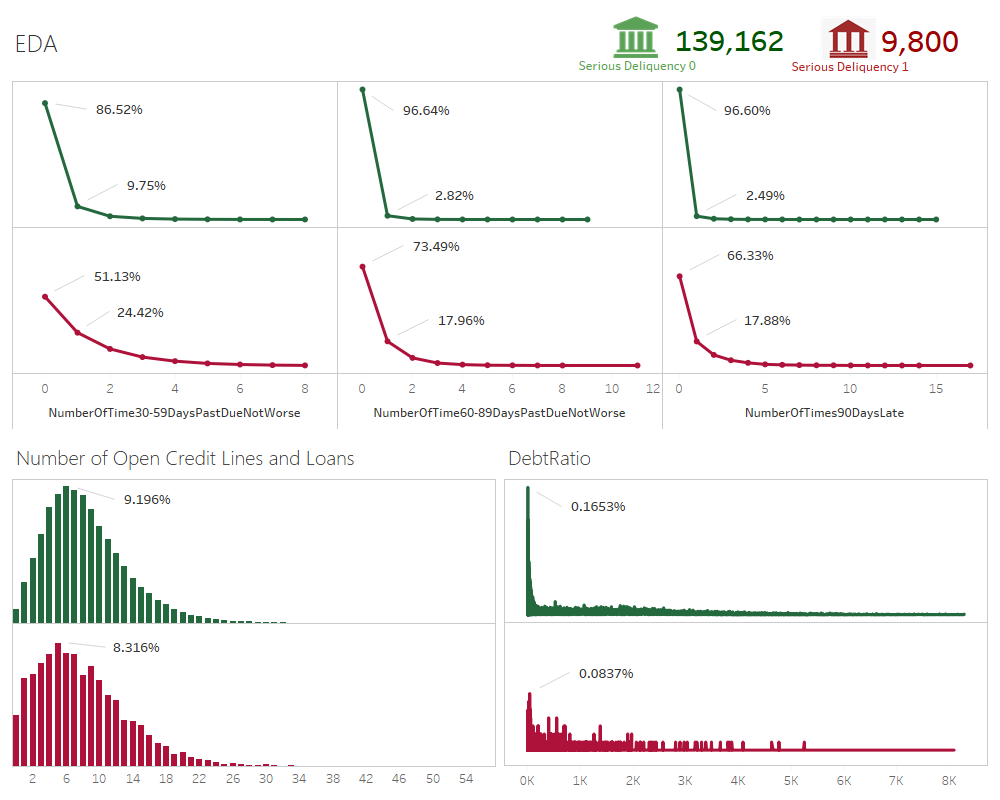 EDA
139,162
9,800
Serious Deliquency 0
Serious Deliquency 1
86.52%
9.75%
96.64%
2.82%
96.60%
2.49%
51.13%
24.42%
73.49%
17.96%
66.33%
17.88%
0 2 4 6 8
0 2 4 6 8 10 12
0 5 10 15
NumberOfTime30-59DaysPastDueNotWorse
NumberOfTime60-89DaysPastDueNotWorse
NumberOfTimes90DaysLate
Number of Open Credit Lines and Loans
9.196%
8.316%
2 6 10 14 18 22 26 30 34 38 42 46 50 54
DebtRatio
0.1653%
0.0837%
0K 1K 2K 3K 4K 5K 6K 7K 8K